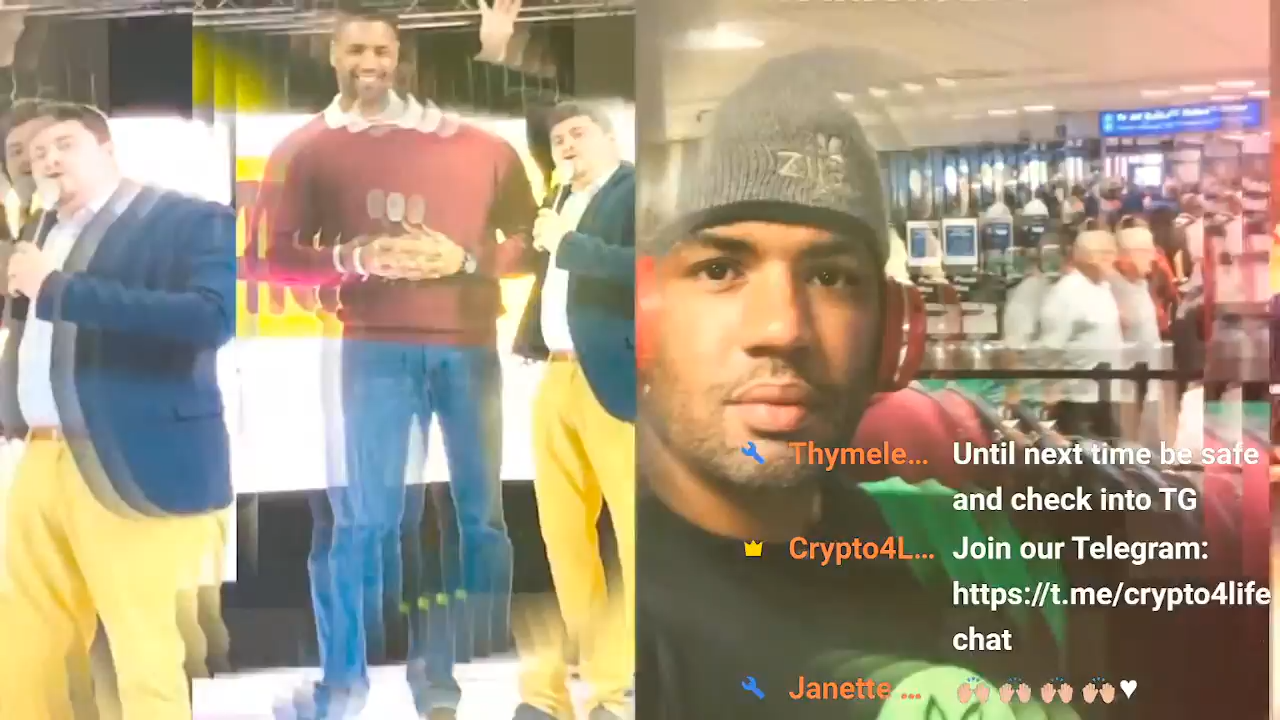 Thymele... Until next time be safe
and check into TG
Crypto4L... Join our Telegram:
https://t.me/crypto4life
chat
Janette ... 🙌🏼🙌🏼🙌🏼🙌🏼♥